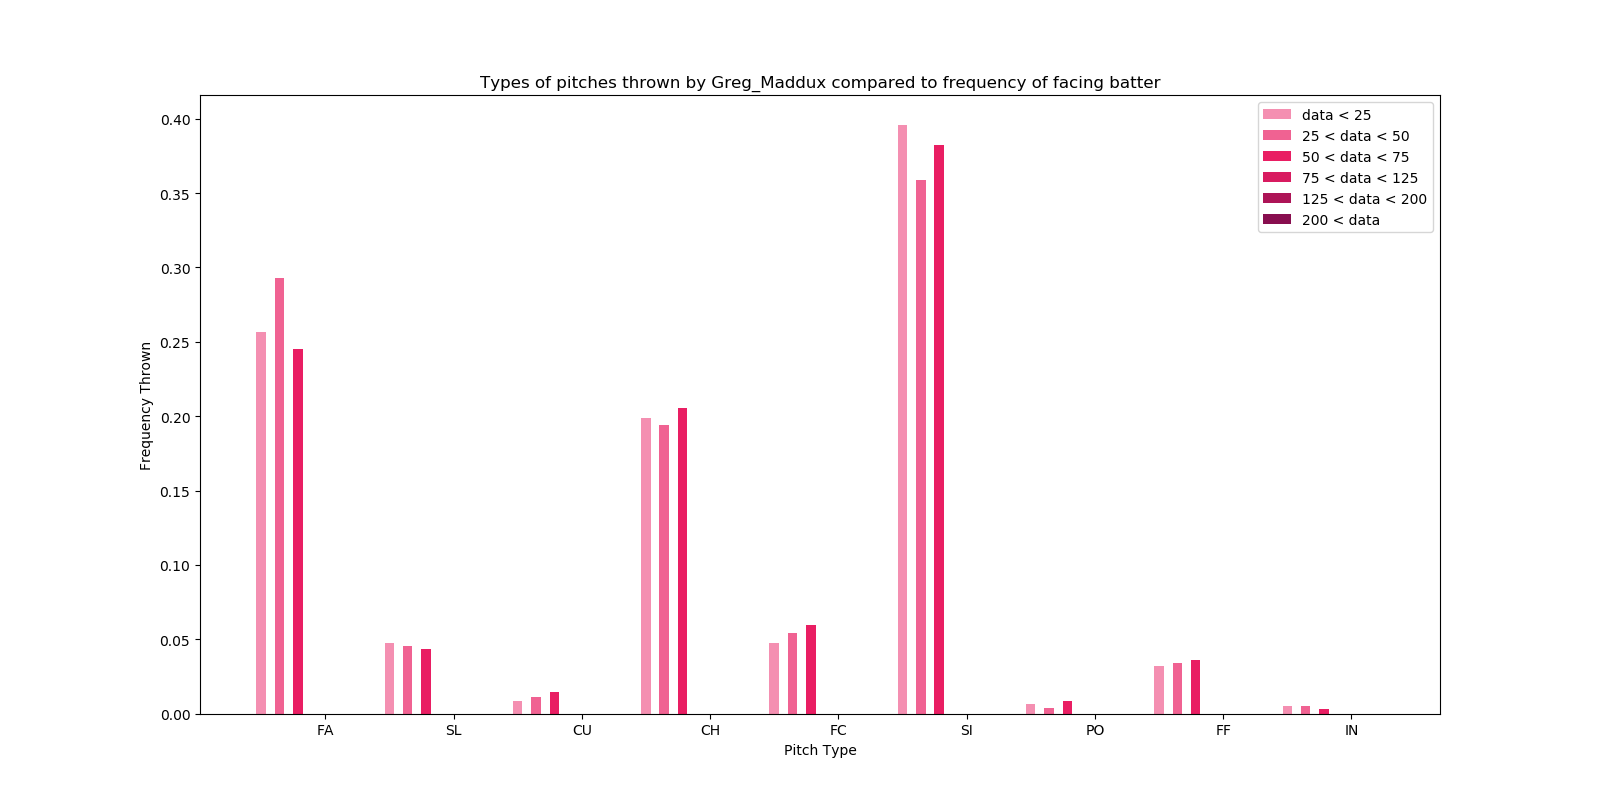 Types of pitches thrown by Greg_Maddux compared to frequency of facing batter
data < 25
25 < data < 50
50 < data < 75
75 < data < 125
125 < data < 200
200 < data
0.40
0.35
0.30
0.25
0.20
0.15
0.10
0.05
0.00
Frequency Thrown
FA SL CU CH FC SI PO FF IN
Pitch Type